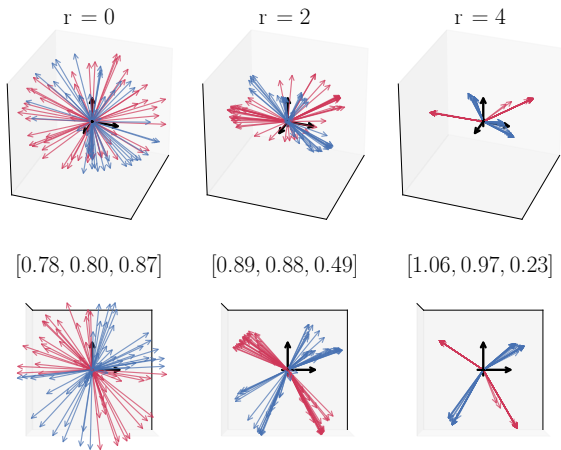 r = 0 r = 2 r = 4
[0.78, 0.80, 0.87] [0.89, 0.88, 0.49] [1.06, 0.97, 0.23]